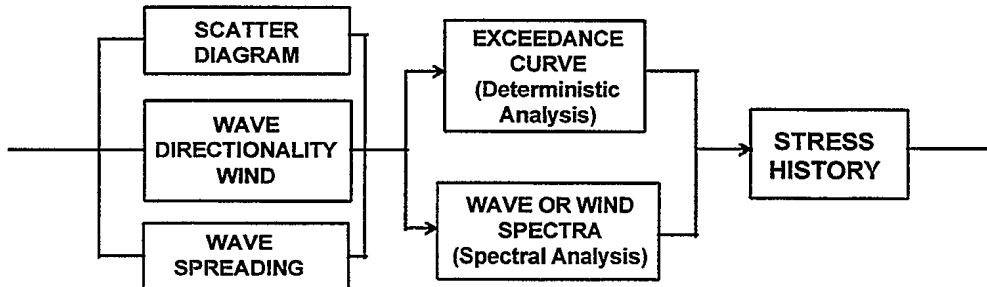 SCATTER
DIAGRAM
WAVE
DIRECTIONALITY
WIND
WAVE
SPREADING
EXCEEDANCE
CURVE
(Deterministic
Analysis)
WAVE OR WIND
SPECTRA
(Spectral Analysis)
STRESS
HISTORY